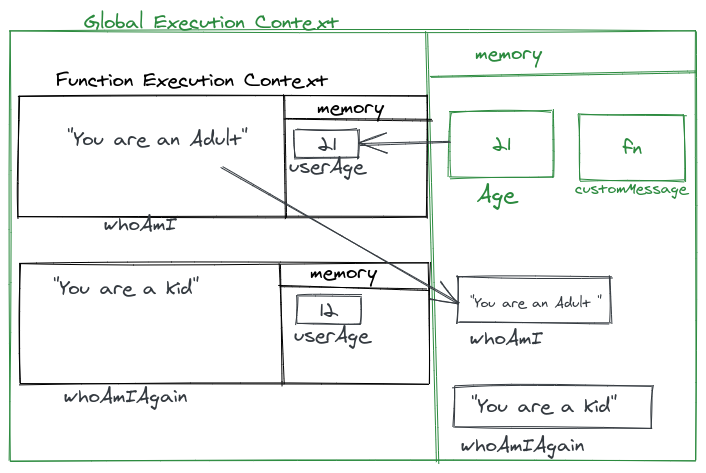 Global Execution Context
memory
Function Execution Context
memory
"You are an Adult"
21
userAge
whoAmI
21
Age
fn
customMessage
memory
"You are a kid"
12
userAge
whoAmIAgain
"You are an Adult "
whoAmI
"You are a kid"
whoAmIAgain